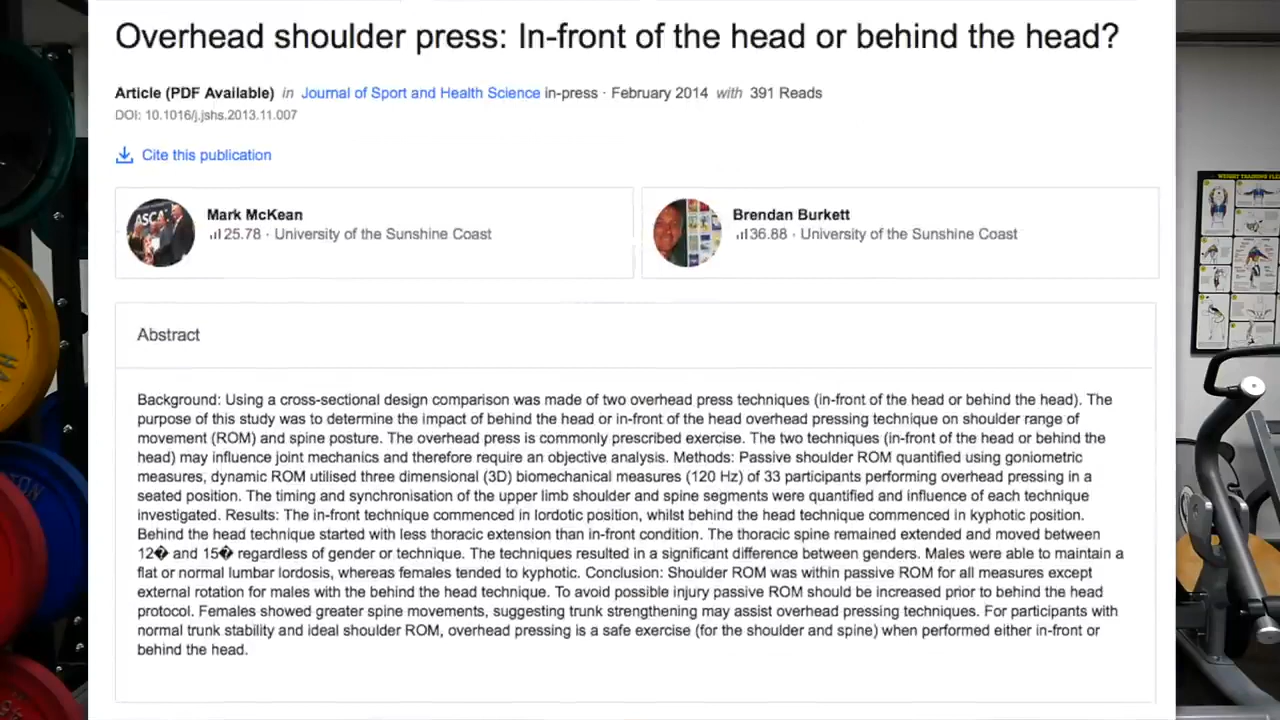 Overhead shoulder press: In-front of the head or behind the head?
Article (PDF Available) in Journal of Sport and Health Science in-press · February 2014 with 391 Reads
DOI: 10.1016/j.jshs.2013.11.007
Cite this publication
ASCA
Mark McKean
25.78 · University of the Sunshine Coast
Brendan Burkett
36.88 · University of the Sunshine Coast
Abstract
Background: Using a cross-sectional design comparison was made of two overhead press techniques (in-front of the head or behind the head). The
purpose of this study was to determine the impact of behind the head or in-front of the head overhead pressing technique on shoulder range of
movement (ROM) and spine posture. The overhead press is commonly prescribed exercise. The two techniques (in-front of the head or behind the
head) may influence joint mechanics and therefore require an objective analysis. Methods: Passive shoulder ROM quantified using goniometric
measures, dynamic ROM utilised three dimensional (3D) biomechanical measures (120 Hz) of 33 participants performing overhead pressing in a
seated position. The timing and synchronisation of the upper limb shoulder and spine segments were quantified and influence of each technique
investigated. Results: The in-front technique commenced in lordotic position, whilst behind the head technique commenced in kyphotic position.
Behind the head technique started with less thoracic extension than in-front condition. The thoracic spine remained extended and moved between
12� and 15� regardless of gender or technique. The techniques resulted in a significant difference between genders. Males were able to maintain a
flat or normal lumbar lordosis, whereas females tended to kyphotic. Conclusion: Shoulder ROM was within passive ROM for all measures except
external rotation for males with the behind the head technique. To avoid possible injury passive ROM should be increased prior to behind the head
protocol. Females showed greater spine movements, suggesting trunk strengthening may assist overhead pressing techniques. For participants with
normal trunk stability and ideal shoulder ROM, overhead pressing is a safe exercise (for the shoulder and spine) when performed either in-front or
behind the head.
WEIGHT TRAINING